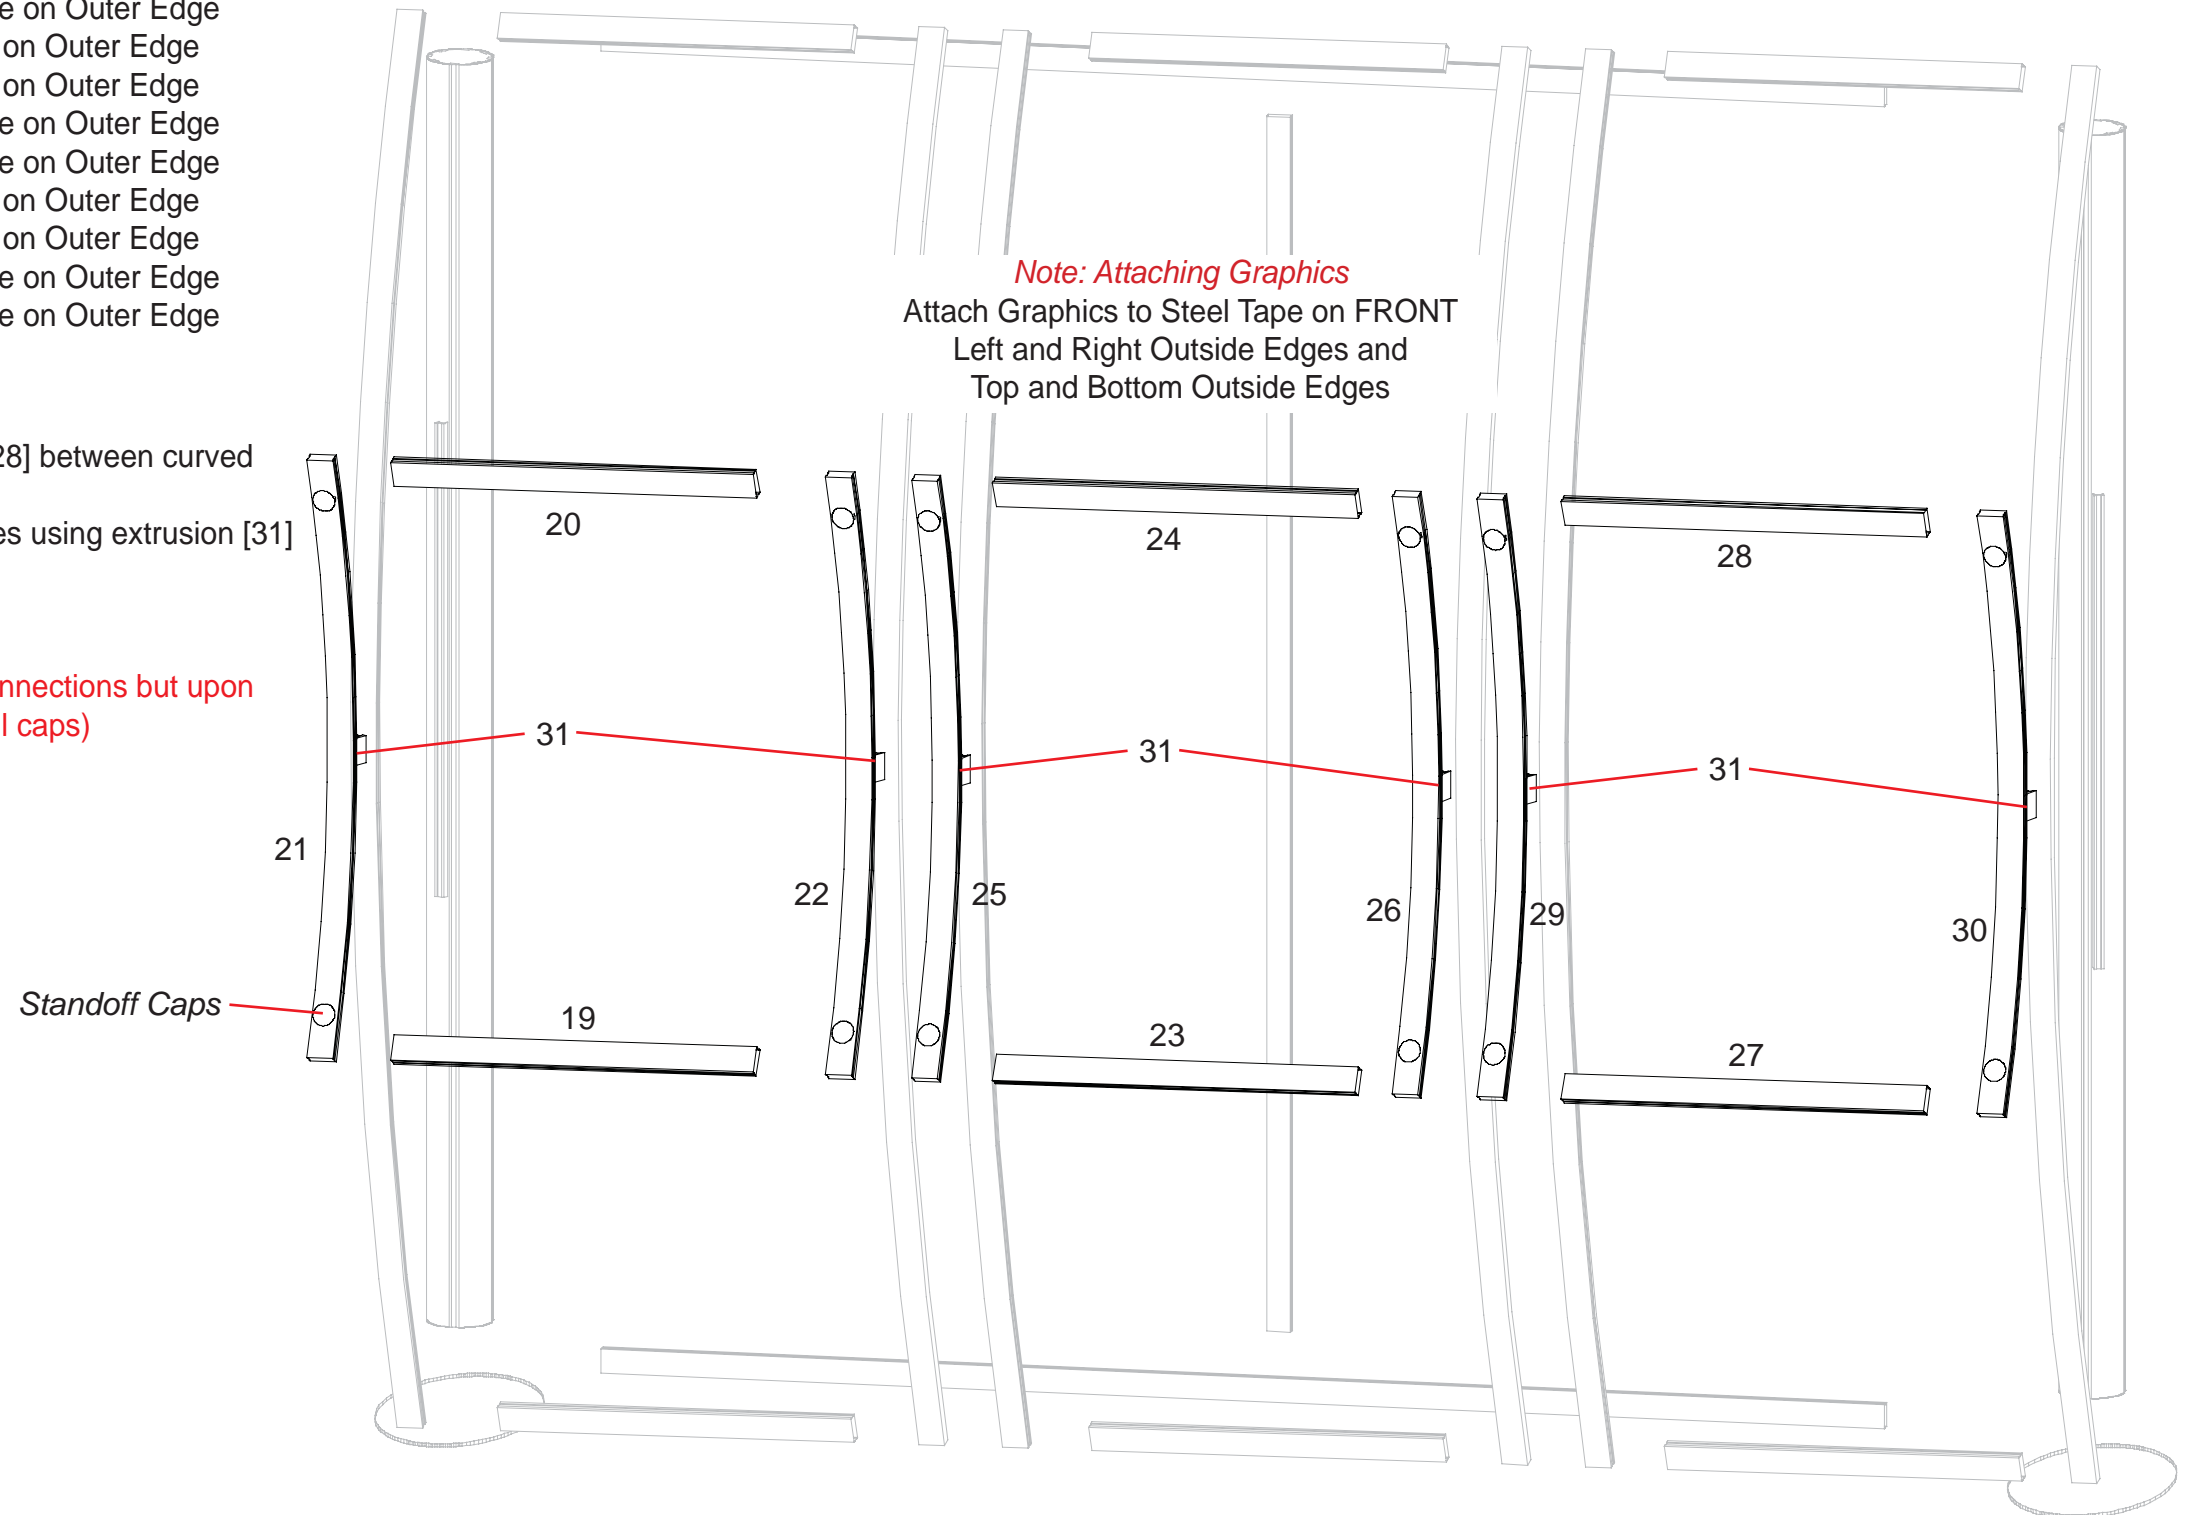 e on Outer Edge
on Outer Edge
on Outer Edge
e on Outer Edge
e on Outer Edge
on Outer Edge
on Outer Edge
e on Outer Edge
e on Outer Edge
28] between curved
es using extrusion [31]
nnections but upon
l caps)
Note: Attaching Graphics
Attach Graphics to Steel Tape on FRONT
Left and Right Outside Edges and
Top and Bottom Outside Edges
20
24
28
31
31
31
21
22
25
26
29
30
Standoff Caps
19
23
27